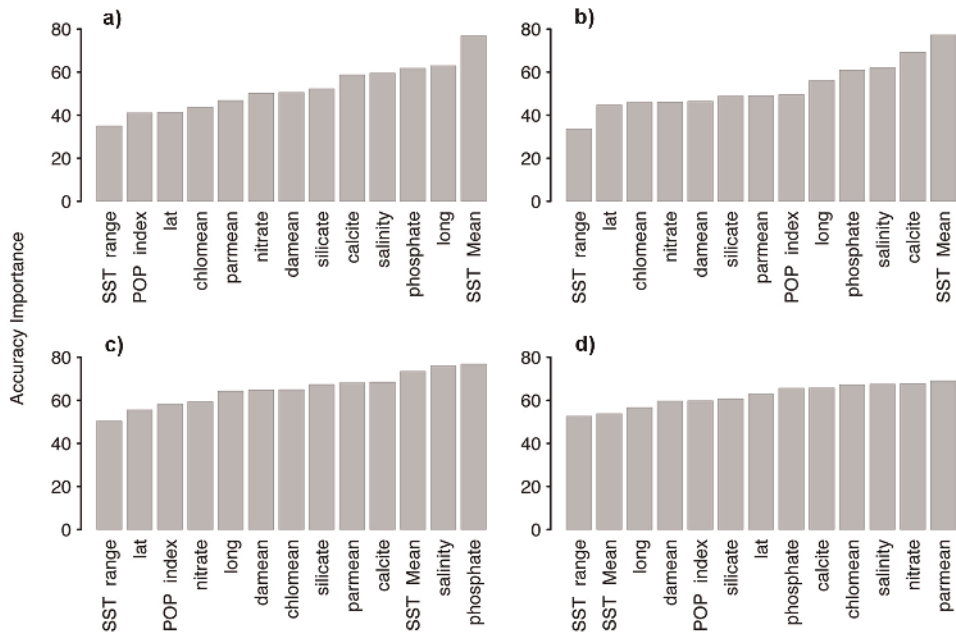 a)
80
60
40
20
0
SST range
POP index
lat
chlomean
parmean
nitrate
damean
silicate
calcite
salinity
phosphate
long
SST Mean
b)
80
60
40
20
0
SST range
lat
chlomean
nitrate
damean
silicate
parmean
POP index
long
phosphate
salinity
calcite
SST Mean
Accuracy Importance
c)
80
60
40
20
0
SST range
lat
POP index
nitrate
long
damean
chlomean
silicate
parmean
calcite
SST Mean
salinity
phosphate
d)
80
60
40
20
0
SST range
SST Mean
long
damean
POP index
silicate
lat
phosphate
calcite
chlomean
salinity
nitrate
parmean